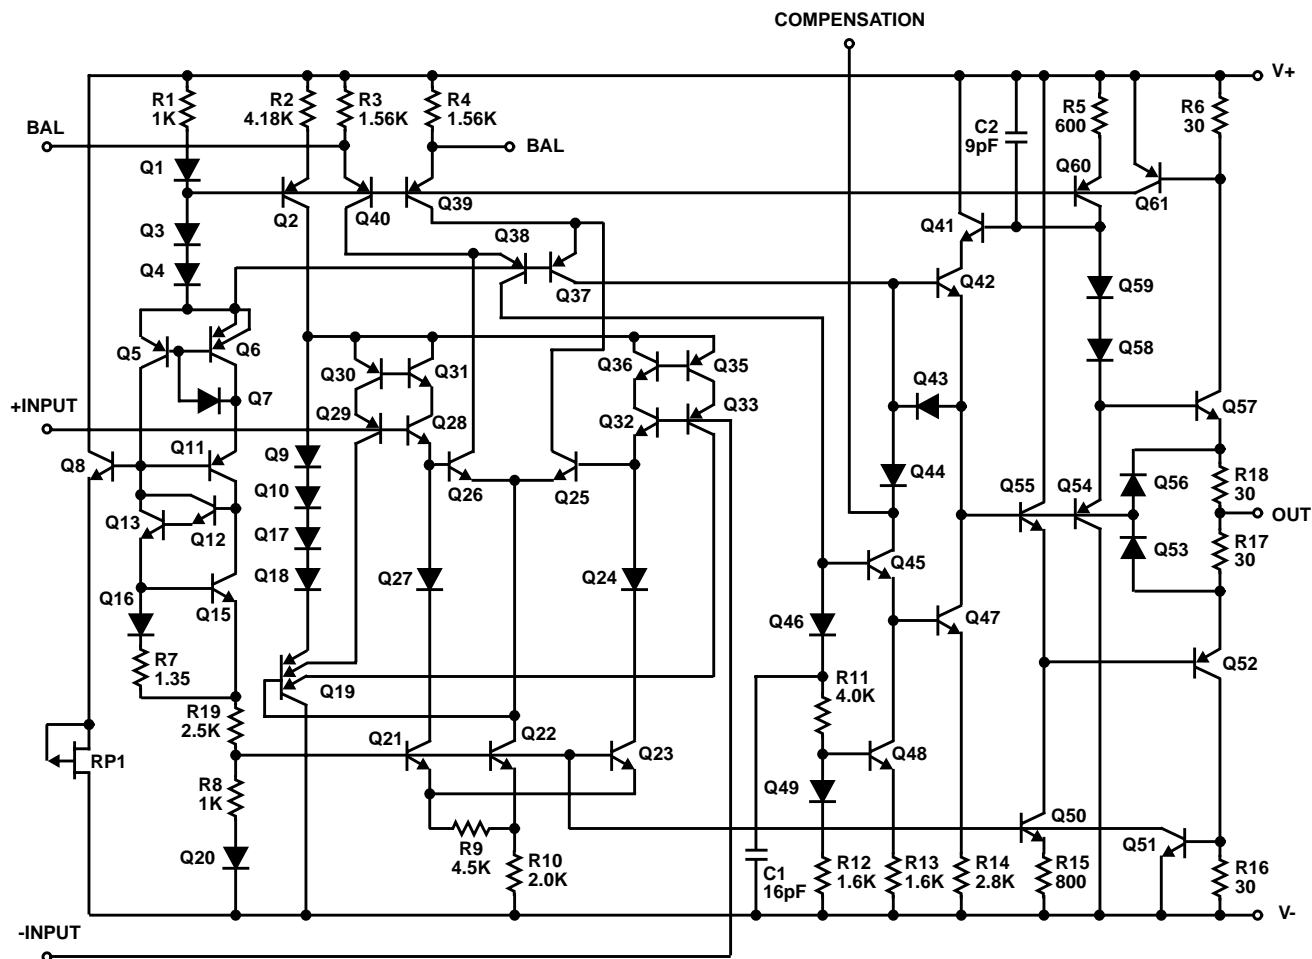 COMPENSATION
V+
R1
1K
R2
4.18K
R3
1.56K
R4
1.56K
C2
9pF
R5
600
R6
30
BAL
BAL
Q1
Q2
Q40
Q39
Q60
Q61
Q3
Q4
Q38
Q37
Q41
Q42
Q59
Q58
Q5
Q6
Q7
Q30
Q31
Q36
Q35
Q43
Q57
+INPUT
Q29
Q28
Q32
Q33
Q8
Q11
Q9
Q26
Q25
Q44
Q10
Q55
Q54
Q56
R18
30
OUT
Q13
Q12
Q17
Q53
R17
30
Q16
Q15
Q18
Q27
Q24
Q45
Q46
Q47
R7
1.35
Q19
R11
4.0K
Q52
R19
2.5K
RP1
Q21
Q22
Q23
Q48
R8
1K
Q49
Q20
R9
4.5K
R10
2.0K
C1
16pF
R12
1.6K
R13
1.6K
R14
2.8K
Q50
R15
800
Q51
R16
30
V-
-INPUT